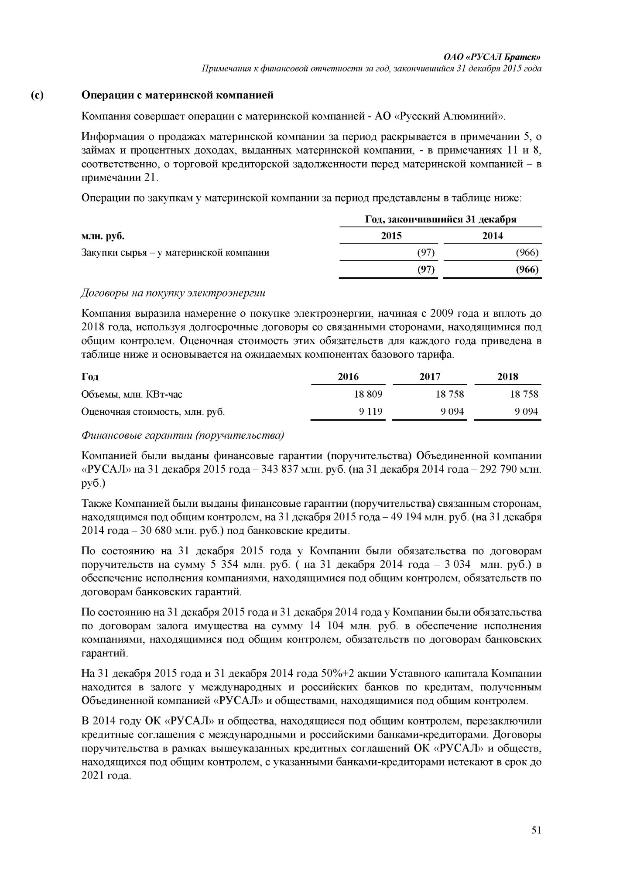 ОАО «РУСАЛ Братск»
Примечания к финансовой отчетности за год, закончившийся 31 декабря 2015 года
(c) Операции с материнской компанией
Компания совершает операции с материнской компанией - АО «Русский Алюминий».
Информация о продажах материнской компании за период раскрывается в примечании 5, о
займах и процентных доходах, выданных материнской компании, - в примечаниях 11 и 8,
соответственно, о торговой кредиторской задолженности перед материнской компанией – в
примечании 21.
Операции по закупкам у материнской компании за период представлены в таблице ниже:
Год, закончившийся 31 декабря
млн. руб. 2015 2014
Закупки сырья – у материнской компании (97) (966)
(97) (966)
Договоры на покупку электроэнергии
Компания выразила намерение о покупке электроэнергии, начиная с 2009 года и вплоть до
2018 года, используя долгосрочные договоры со связанными сторонами, находящимися под
общим контролем. Оценочная стоимость этих обязательств для каждого года приведена в
таблице ниже и основывается на ожидаемых компонентах базового тарифа.
Год 2016 2017 2018
Объемы, млн. КВт-час 18 809 18 758 18 758
Оценочная стоимость, млн. руб. 9 119 9 094 9 094
Финансовые гарантии (поручительства)
Компанией были выданы финансовые гарантии (поручительства) Объединенной компании
«РУСАЛ» на 31 декабря 2015 года – 343 837 млн. руб. (на 31 декабря 2014 года – 292 790 млн.
руб.)
Также Компанией были выданы финансовые гарантии (поручительства) связанным сторонам,
находящимся под общим контролем, на 31 декабря 2015 года – 49 194 млн. руб. (на 31 декабря
2014 года – 30 680 млн. руб.) под банковские кредиты.
По состоянию на 31 декабря 2015 года у Компании были обязательства по договорам
поручительств на сумму 5 354 млн. руб. ( на 31 декабря 2014 года – 3 034 млн. руб.) в
обеспечение исполнения компаниями, находящимися под общим контролем, обязательств по
договорам банковских гарантий.
По состоянию на 31 декабря 2015 года и 31 декабря 2014 года у Компании были обязательства
по договорам залога имущества на сумму 14 104 млн. руб. в обеспечение исполнения
компаниями, находящимися под общим контролем, обязательств по договорам банковских
гарантий.
На 31 декабря 2015 года и 31 декабря 2014 года 50%+2 акции Уставного капитала Компании
находится в залоге у международных и российских банков по кредитам, полученным
Объединенной компанией «РУСАЛ» и обществами, находящимися под общим контролем.
В 2014 году ОК «РУСАЛ» и общества, находящиеся под общим контролем, перезаключили
кредитные соглашения с международными и российскими банками-кредиторами. Договоры
поручительства в рамках вышеуказанных кредитных соглашений ОК «РУСАЛ» и обществ,
находящихся под общим контролем, с указанными банками-кредиторами истекают в срок до
2021 года.
51